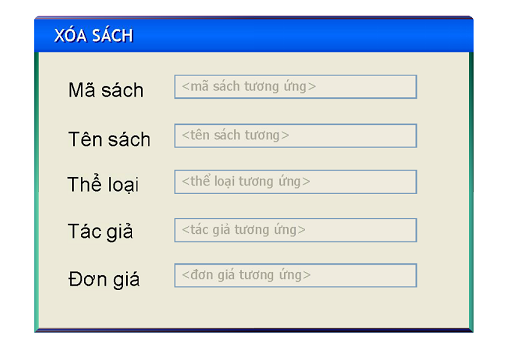 XÓA SÁCH
Mã sách <mã sách tương ứng>
Tên sách <tên sách tương>
Thể loại <thể loại tương ứng>
Tác giả <tác giả tương ứng>
Đơn giá <đơn giá tương ứng>